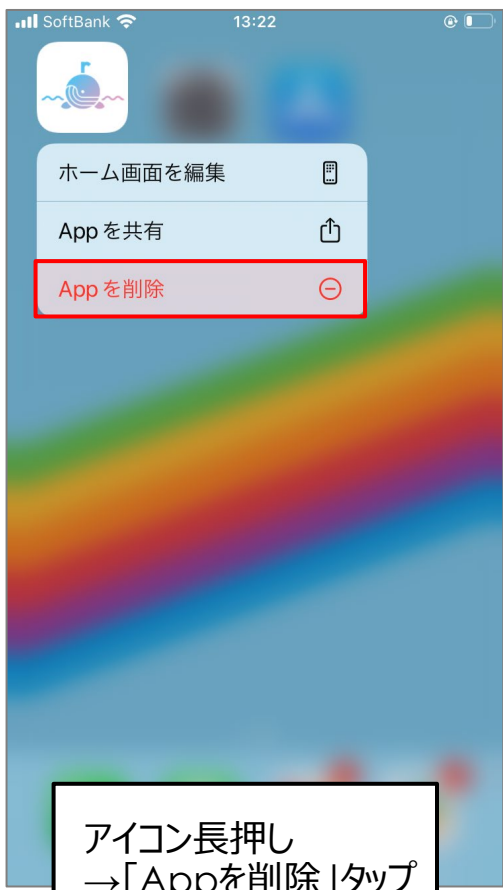 SoftBank 13:22
ホーム画面を編集
Appを共有
Appを削除
アイコン長押し
→「Appを削除」タップ